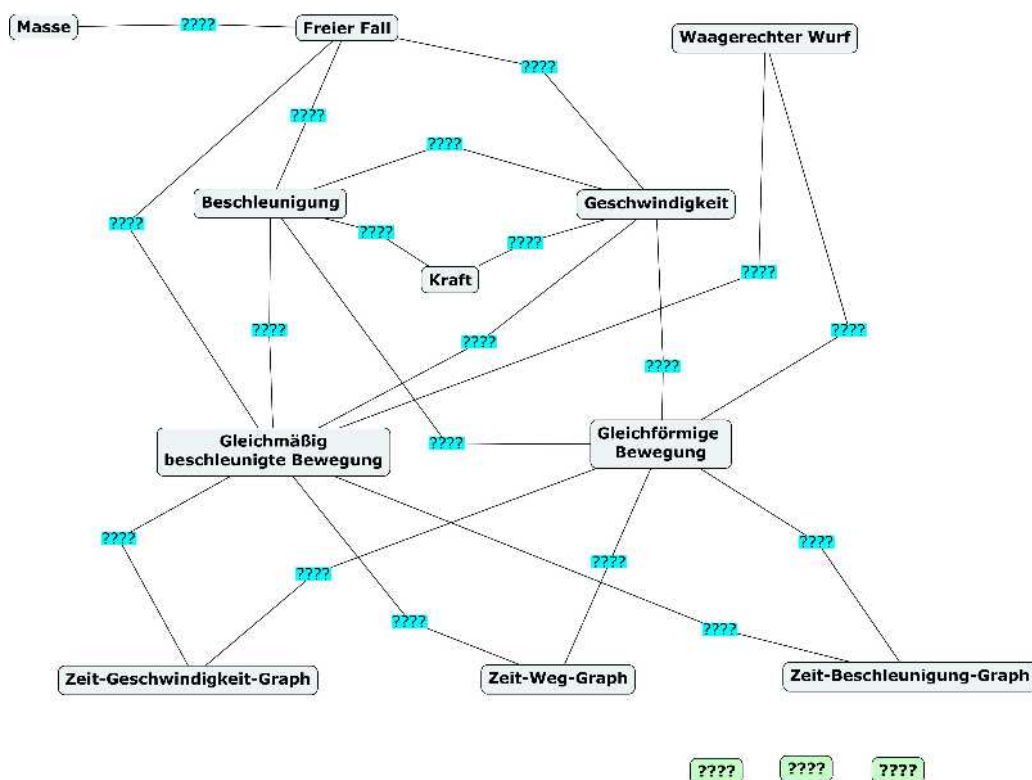 Masse
????
Freier Fall
Waagerechter Wurf
????
????
????
Beschleunigung
Geschwindigkeit
????
????
????
Kraft
????
????
????
????
????
????
Gleichmäßig
beschleunigte Bewegung
????
Gleichförmige
Bewegung
????
????
????
????
????
????
Zeit-Geschwindigkeit-Graph
Zeit-Weg-Graph
Zeit-Beschleunigung-Graph
????
????
????